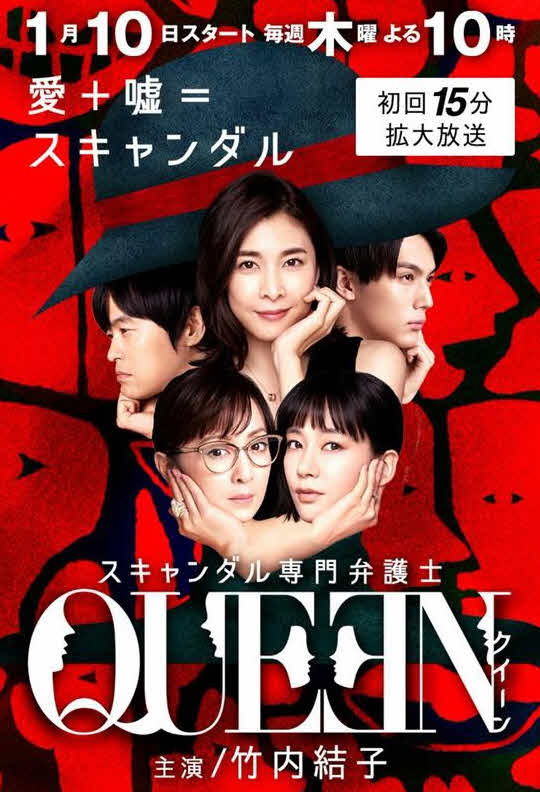 1月10日スタート 毎週木曜よる10時
愛+嘘=
スキャンダル
初回15分
拡大放送
スキャンダル専門弁護士
QUEEN
クイーン
主演/竹内結子